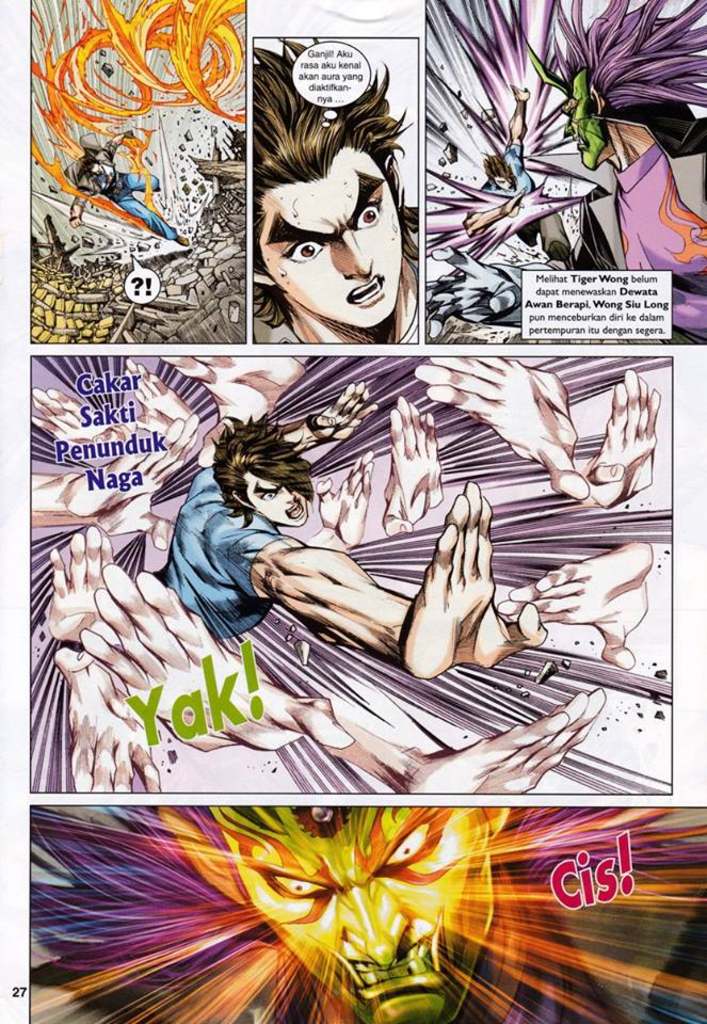 ?!
Ganjil! Aku
rasa aku kenal
akan aura yang
diaktifkan-
nya ...
Melihat Tiger Wong belum
dapat menewaskan Dewata
Awan Berapi, Wong Siu Long
pun menceburkan diri ke dalam
pertempuran itu dengan segera.
Cakar
Sakti
Penunduk
Naga
Yak!
Cis!
27